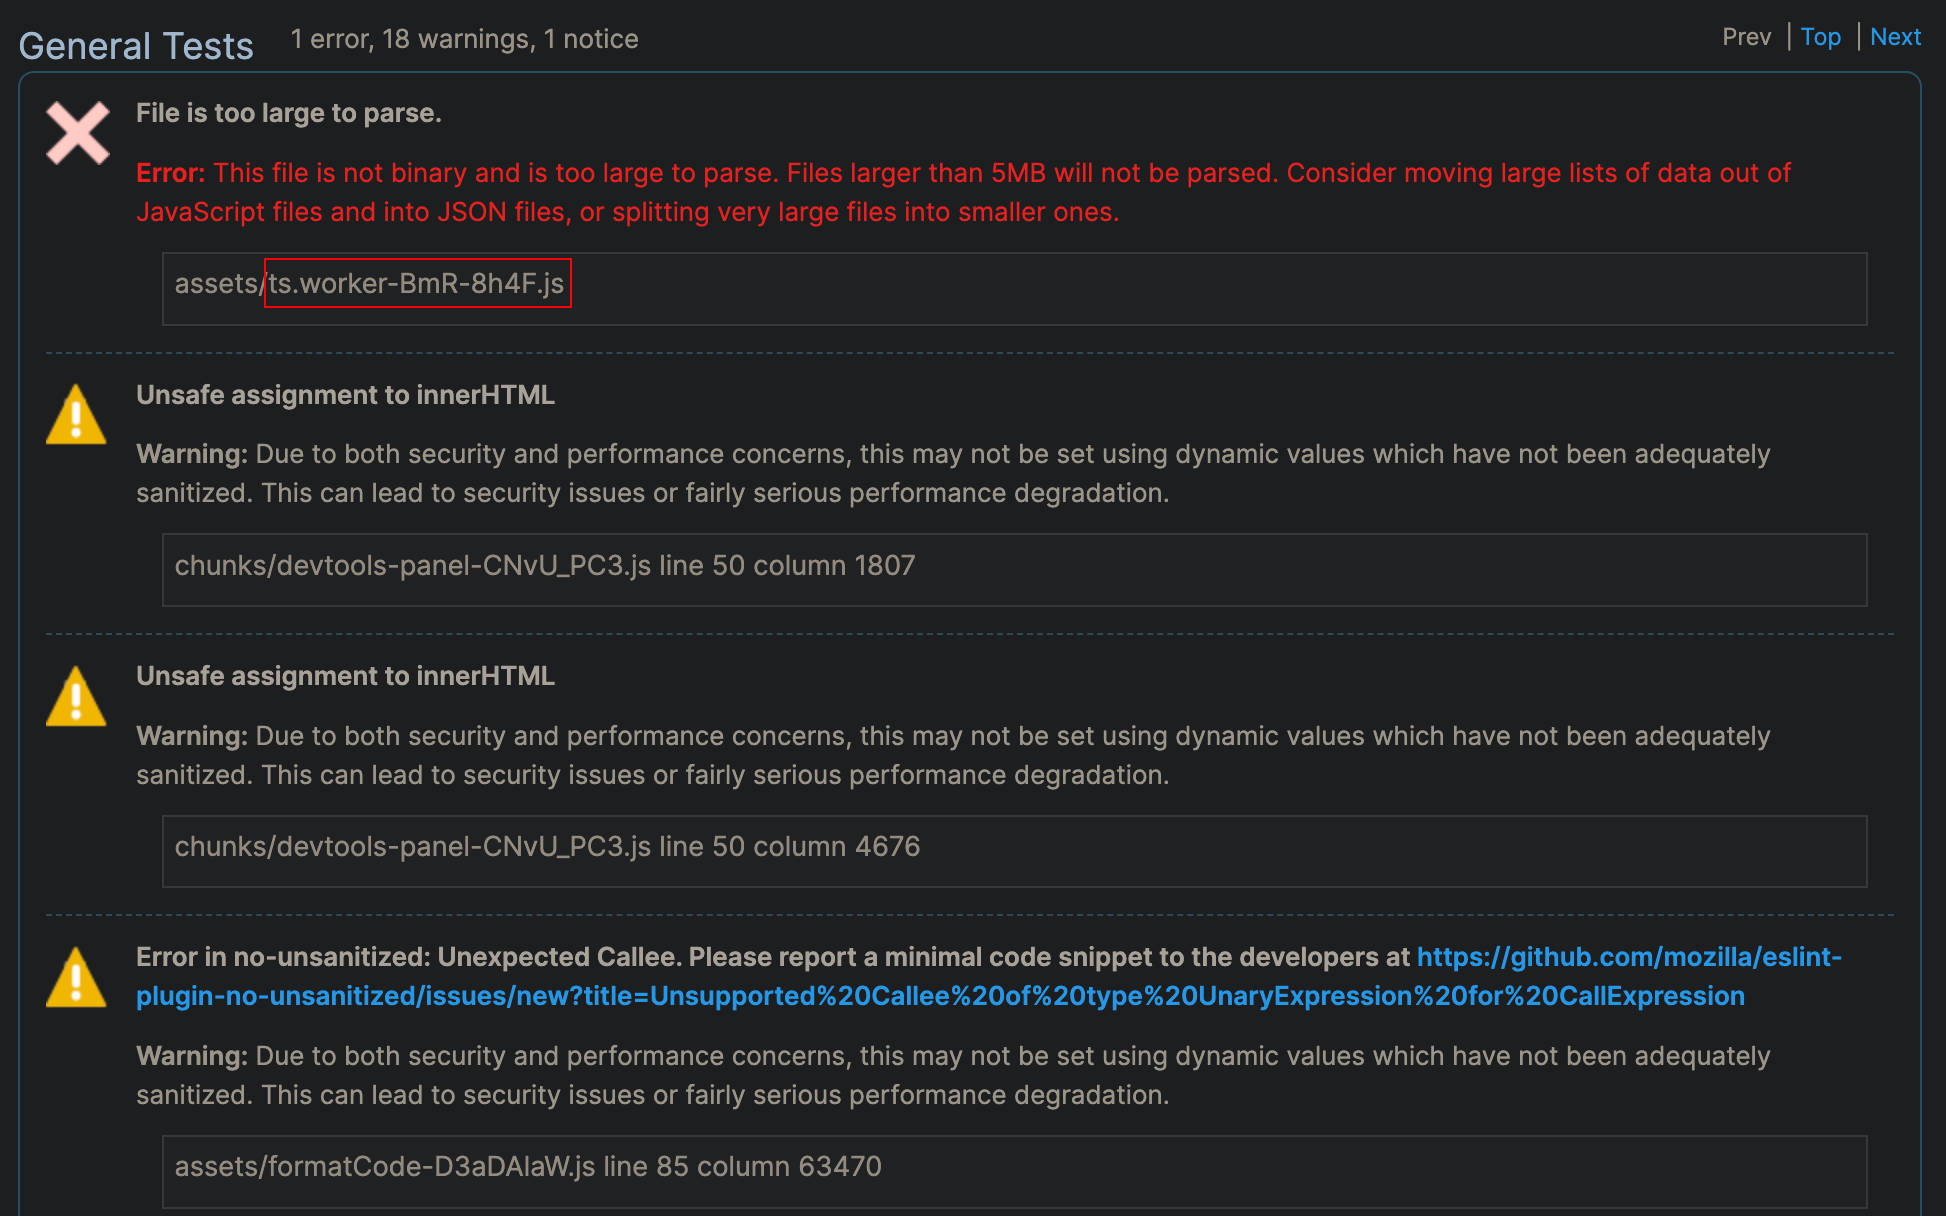 General Tests 1 error, 18 warnings, 1 notice Prev | Top | Next
File is too large to parse.
Error: This file is not binary and is too large to parse. Files larger than 5MB will not be parsed. Consider moving large lists of data out of
JavaScript files and into JSON files, or splitting very large files into smaller ones.
assets/ts.worker-BmR-8h4F.js
Unsafe assignment to innerHTML
Warning: Due to both security and performance concerns, this may not be set using dynamic values which have not been adequately
sanitized. This can lead to security issues or fairly serious performance degradation.
chunks/devtools-panel-CNvU_PC3.js line 50 column 1807
Unsafe assignment to innerHTML
Warning: Due to both security and performance concerns, this may not be set using dynamic values which have not been adequately
sanitized. This can lead to security issues or fairly serious performance degradation.
chunks/devtools-panel-CNvU_PC3.js line 50 column 4676
Error in no-unsanitized: Unexpected Callee. Please report a minimal code snippet to the developers at https://github.com/mozilla/eslint-
plugin-no-unsanitized/issues/new?title=Unsupported%20Callee%20of%20type%20UnaryExpression%20for%20CallExpression
Warning: Due to both security and performance concerns, this may not be set using dynamic values which have not been adequately
sanitized. This can lead to security issues or fairly serious performance degradation.
assets/formatCode-D3aDAlaW.js line 85 column 63470